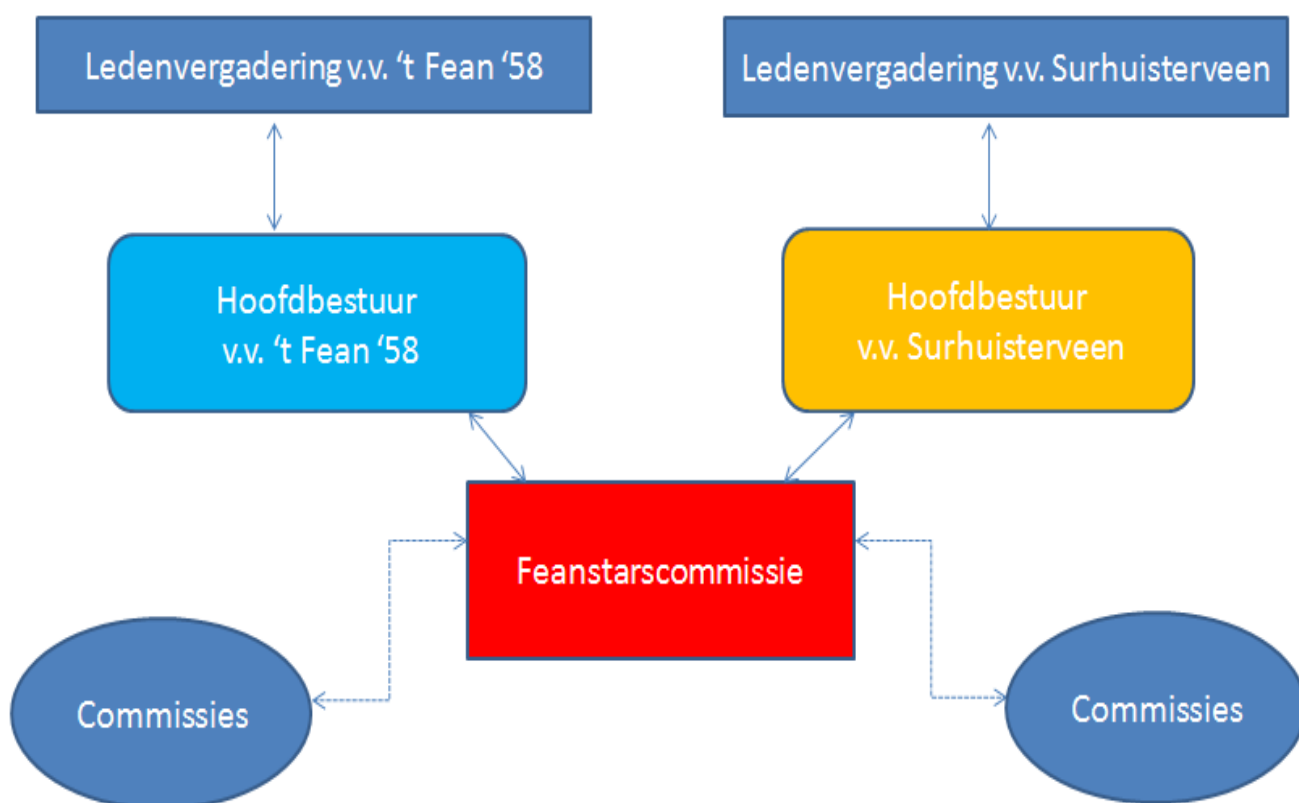 Ledenvergadering v.v. ‘t Fean ‘58
Ledenvergadering v.v. Surhuisterveen
Hoofdbestuur
v.v. ‘t Fean ‘58
Hoofdbestuur
v.v. Surhuisterveen
Feanstarscommissie
Commissies
Commissies